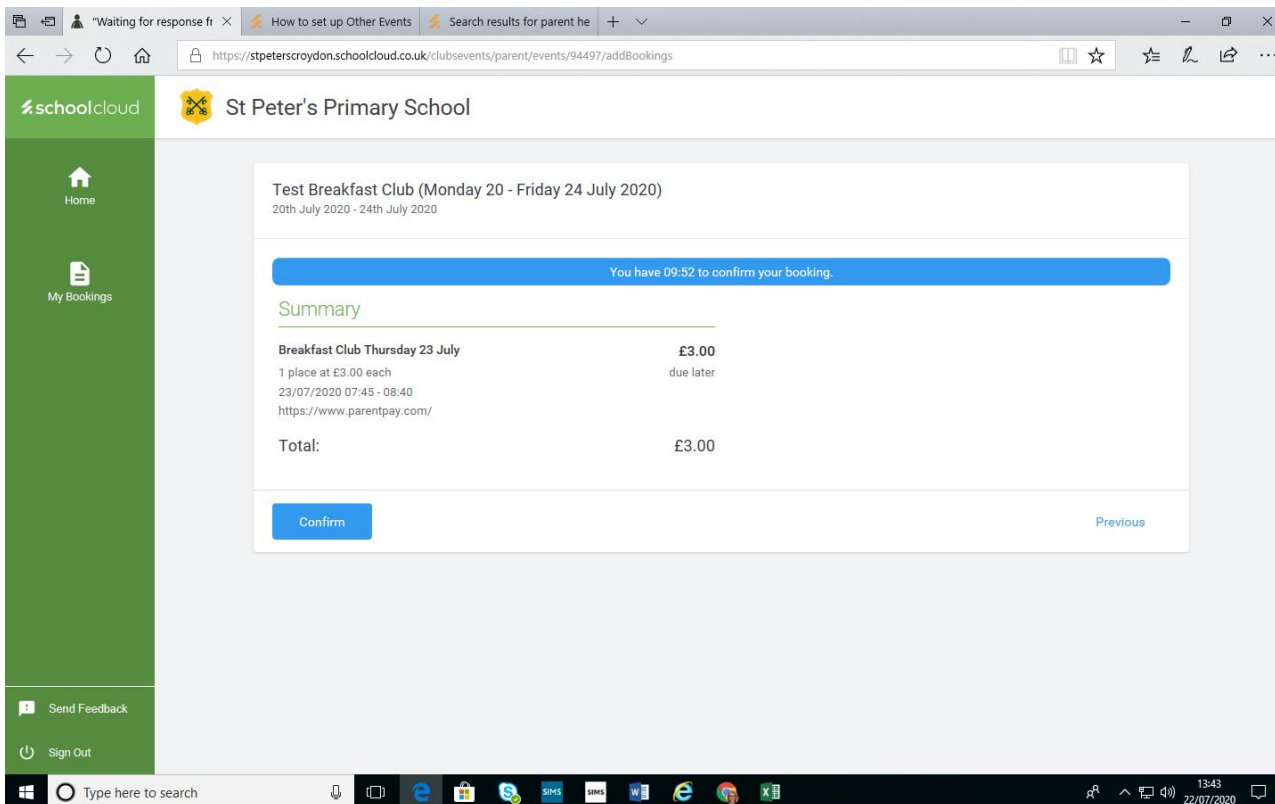 "Waiting for response fr
How to set up Other Events
Search results for parent he
https://stpeterscroydon.schoolcloud.co.uk/clubsevents/parent/events/94497/addBookings
schoolcloud
St Peter's Primary School
Home
My Bookings
Test Breakfast Club (Monday 20 - Friday 24 July 2020)
20th July 2020 - 24th July 2020
You have 09:52 to confirm your booking.
Summary
Breakfast Club Thursday 23 July £3.00
1 place at £3.00 each due later
23/07/2020 07:45 - 08:40
https://www.parentpay.com/
Total: £3.00
Confirm Previous
Send Feedback
Sign Out
Type here to search
SIMS SIMS
13:43
22/07/2020